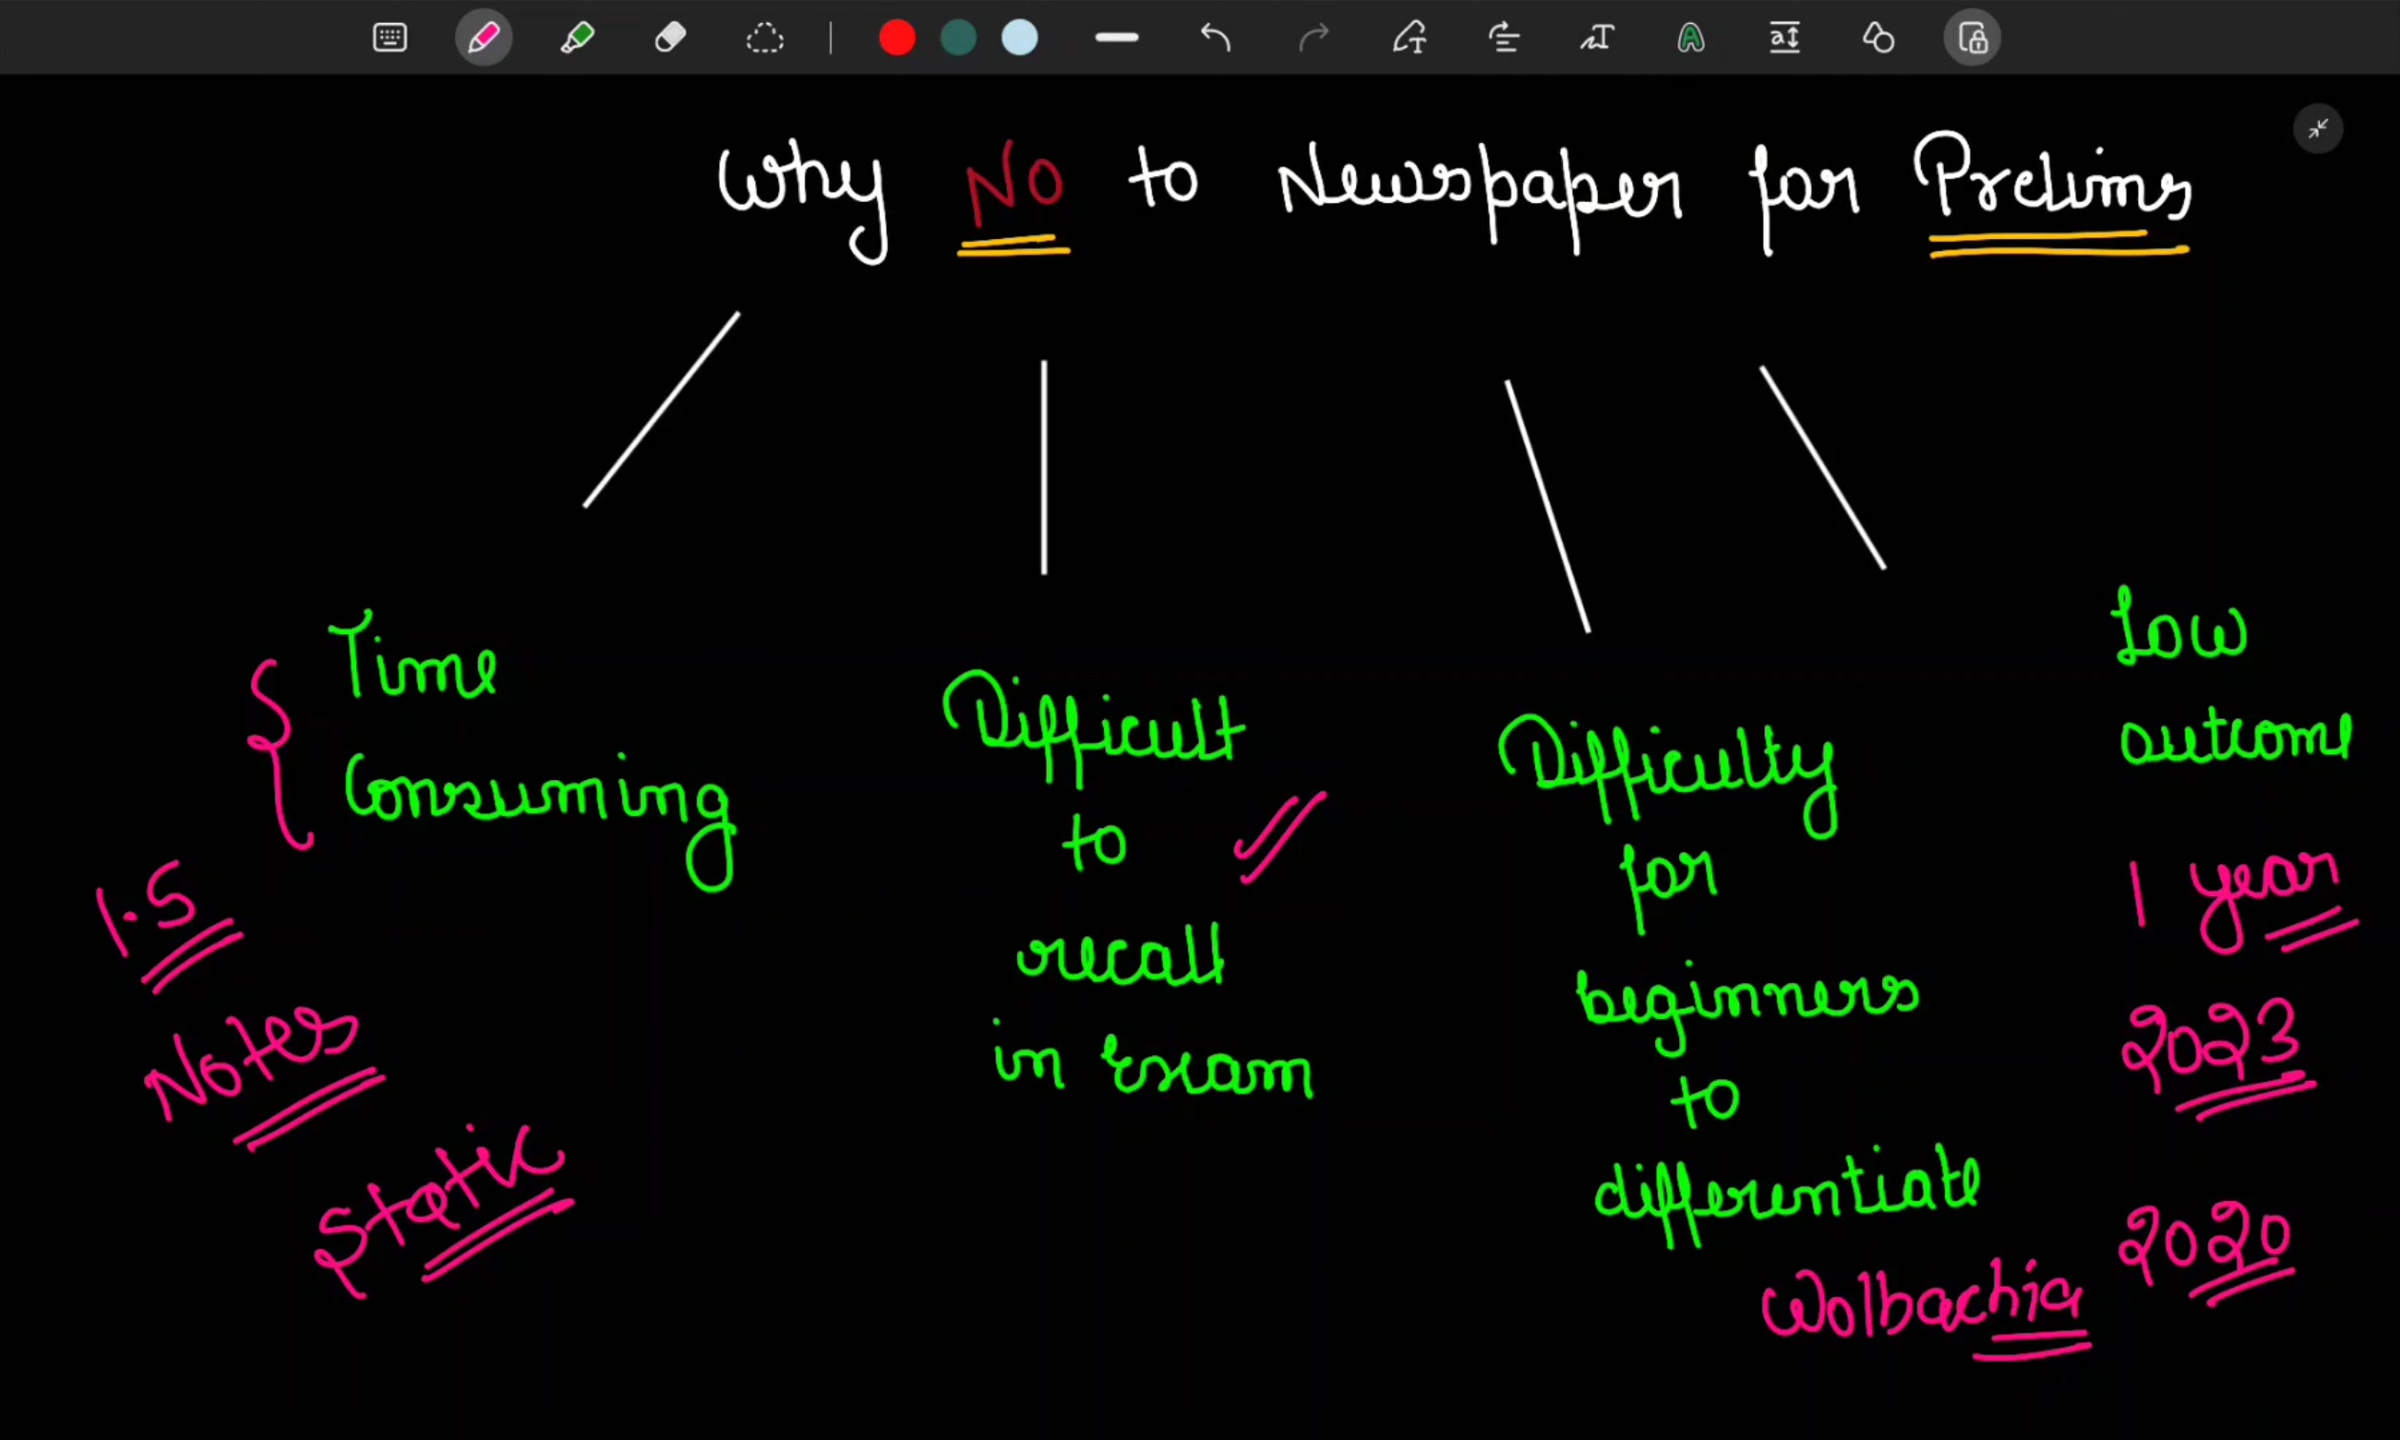 Why No to Newspaper for Prelims
Time
Consuming
1.5
Notes
Static
Difficult
to
recall
in Exam
Difficulty
for
beginners
to
differentiate
Low
outcome
1 year
2023
2020
Wolbachia